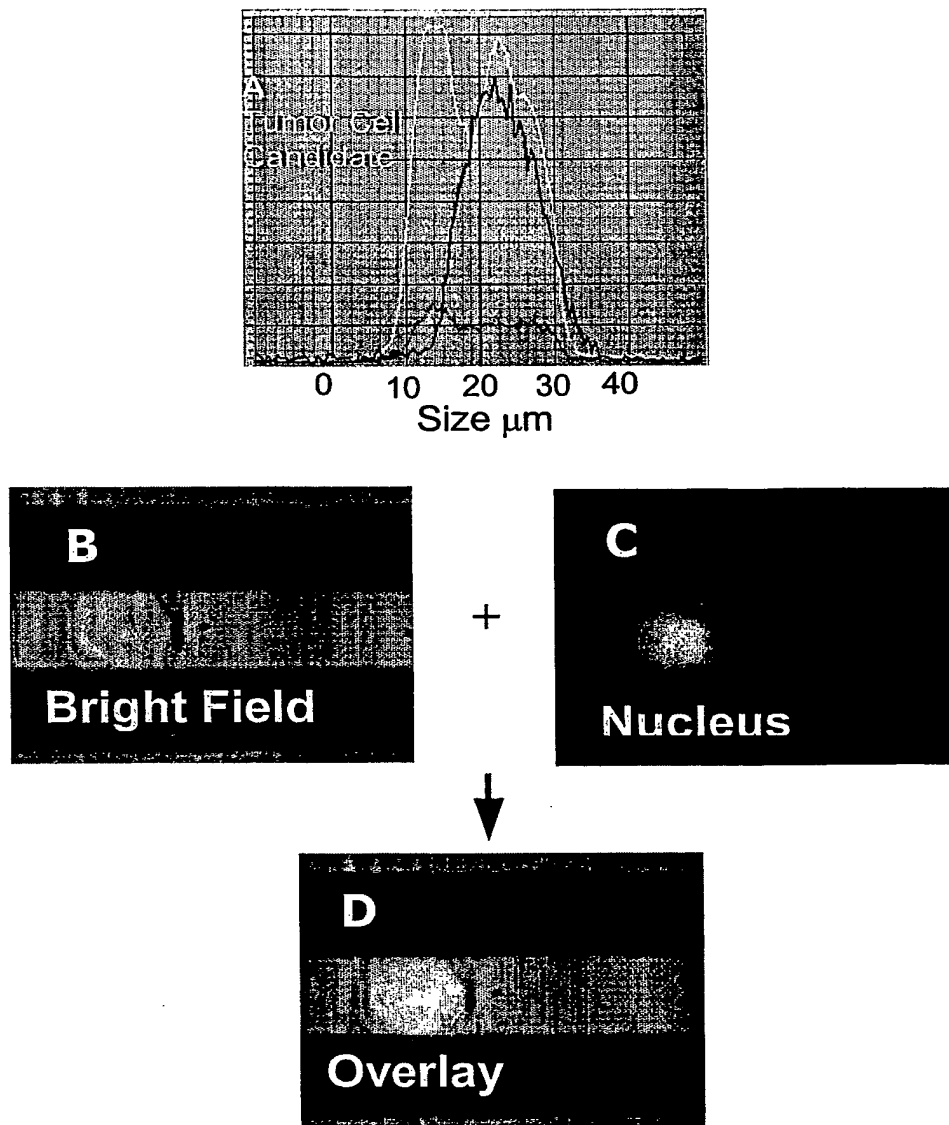 A
Tumor Cell
Candidate
0 10 20 30 40
Size μm
B
Bright Field
+
C
Nucleus
D
Overlay